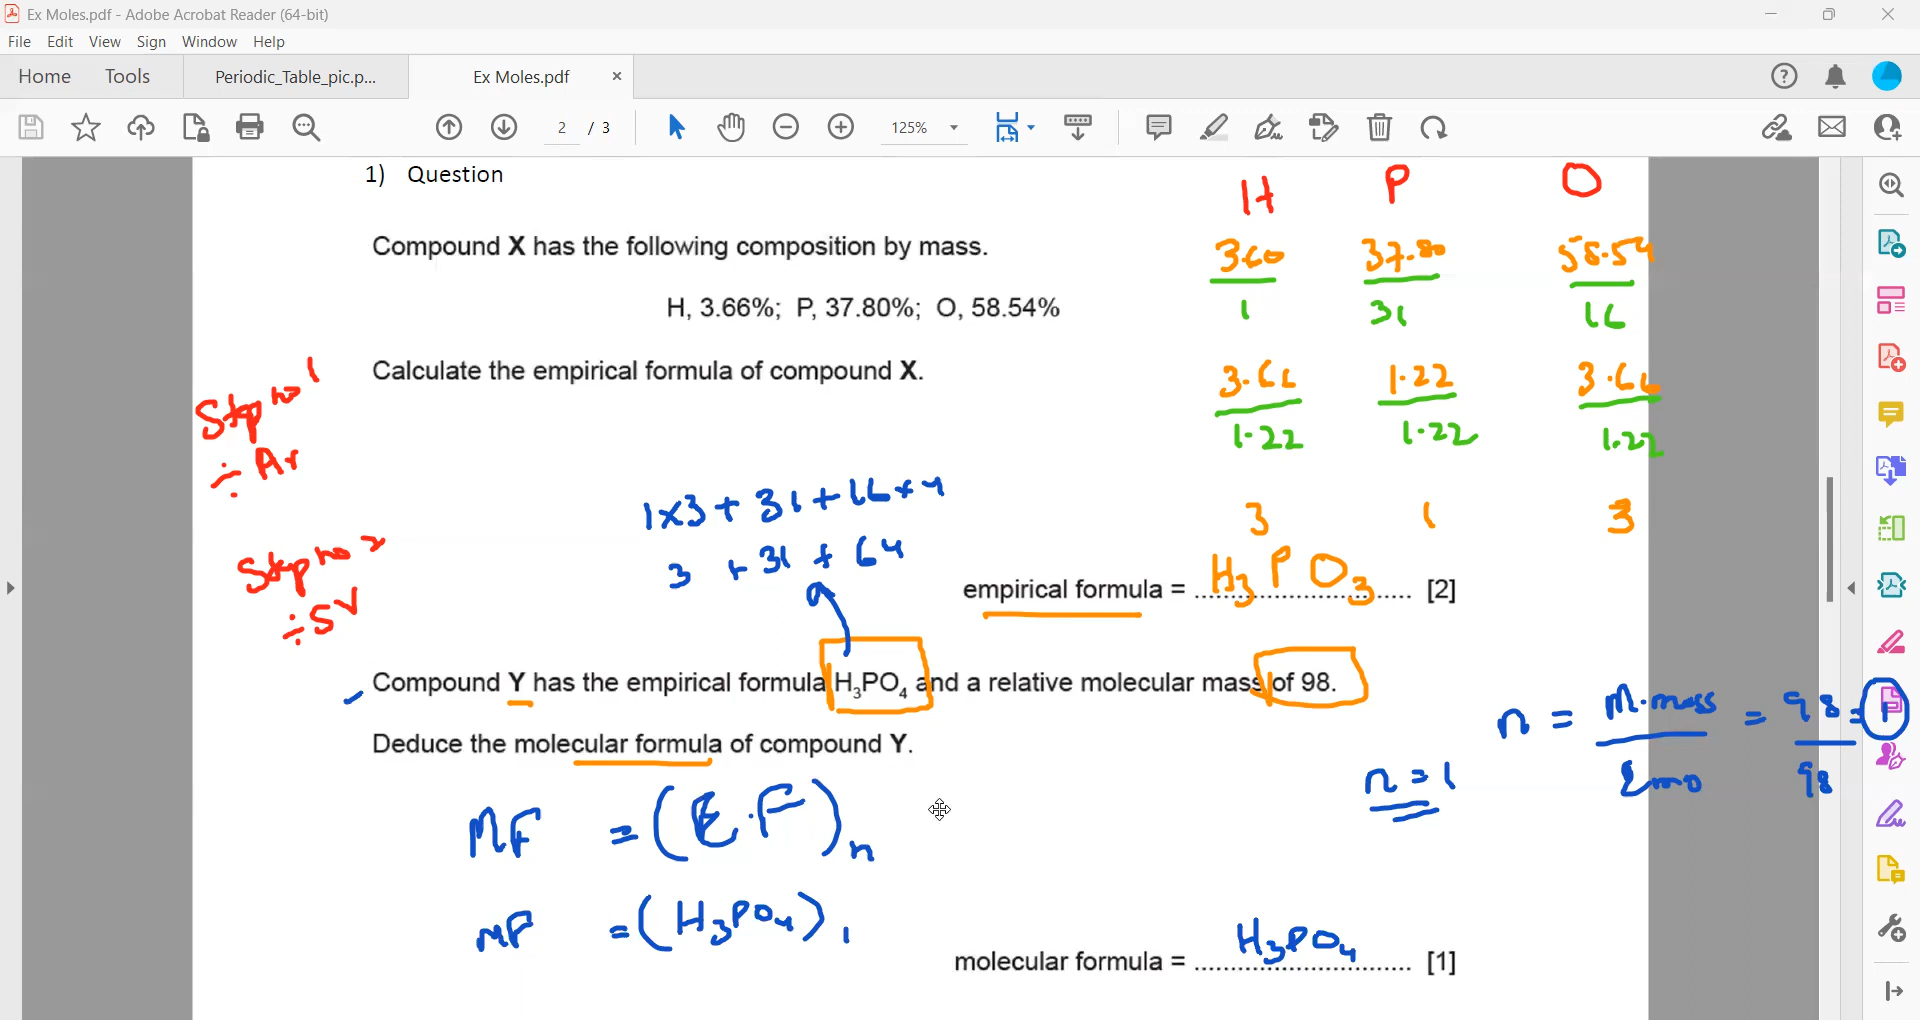 Ex Moles.pdf - Adobe Acrobat Reader (64-bit)
File Edit View Sign Window Help
Home Tools Periodic_Table_pic.p... Ex Moles.pdf ×
2 / 3 125%
1) Question
H P O
Compound X has the following composition by mass.
3.60 37.80 58.54
H, 3.66%; P, 37.80%; O, 58.54%
1 31 16
Calculate the empirical formula of compound X.
3.66 1.22 3.66
1.22 1.22 1.22
Step no 1
÷ Ar
1x3 + 31 + 16x4
3 1 3
3 + 31 + 64
Step no 2
÷ SV
empirical formula = H3PO3 [2]
Compound Y has the empirical formula H₃PO₄ and a relative molecular mass of 98.
n = M.mass = 98 = 1
98
Deduce the molecular formula of compound Y.
n = 1
MF = (E.F)n
MF = (H3PO4)1
molecular formula = H3PO4 [1]